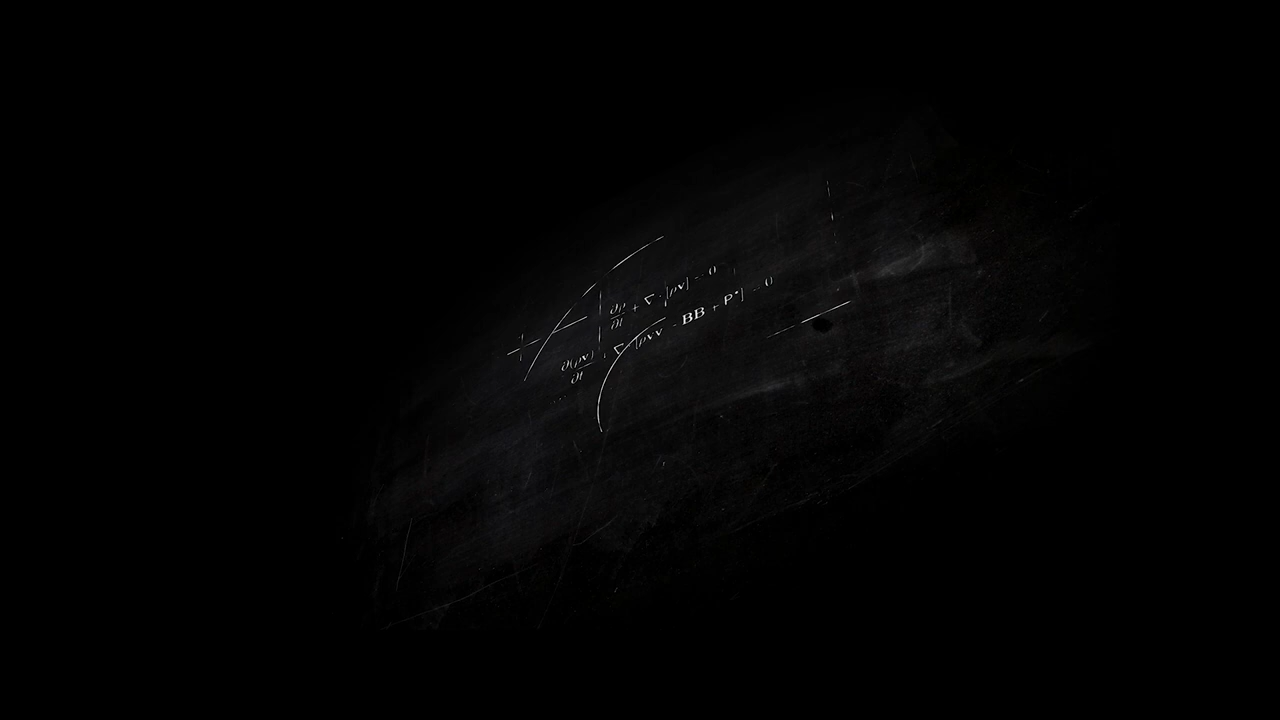 ∂ρ/∂t + ∇ · [ρv] = 0
∂(ρv)/∂t + ∇ · [ρvv - BB + P*] = 0
...